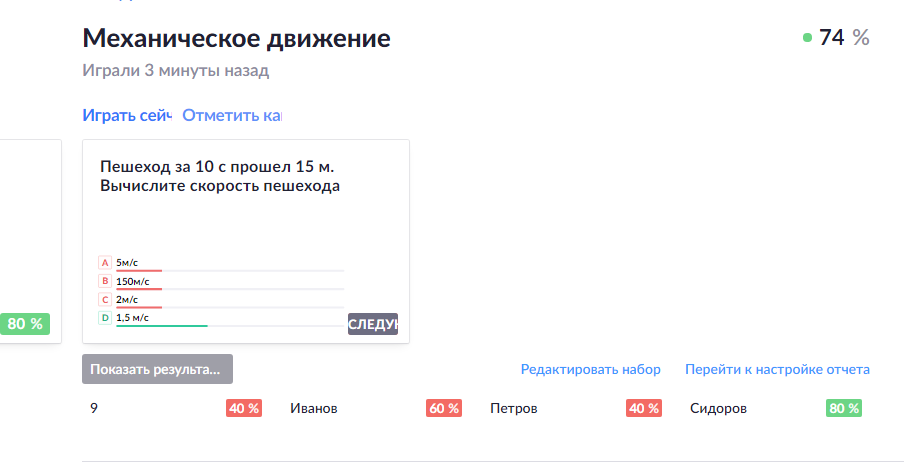 Механическое движение
74 %
Играли 3 минуты назад
Играть сейч Отметить ка
Пешеход за 10 с прошел 15 м.
Вычислите скорость пешехода
A 5м/с
B 150м/с
C 2м/с
D 1,5 м/с
80 %
СЛЕДУ
Показать результа...
Редактировать набор
Перейти к настройке отчета
9 40 % Иванов 60 % Петров 40 % Сидоров 80 %